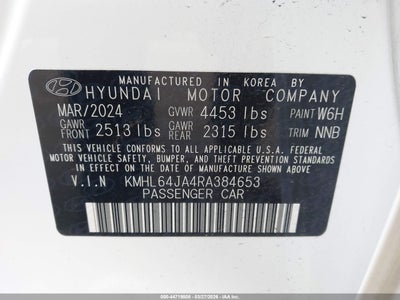 MANUFACTURED IN KOREA BY
HYUNDAI MOTOR COMPANY
MAR/2024 GVWR 4453 lbs PAINT W6H
GAWR FRONT 2513 lbs GAWR REAR 2315 lbs TRIM NNB
THIS VEHICLE CONFORMS TO ALL APPLICABLE FEDERAL
MOTOR VEHICLE SAFETY, BUMPER, AND THEFT PREVENTION
STANDARDS IN EFFECT ON THE DATE OF MANUFACTURE SHOWN ABOVE.
V.I.N KMHL64JA4RA384653
PASSENGER CAR